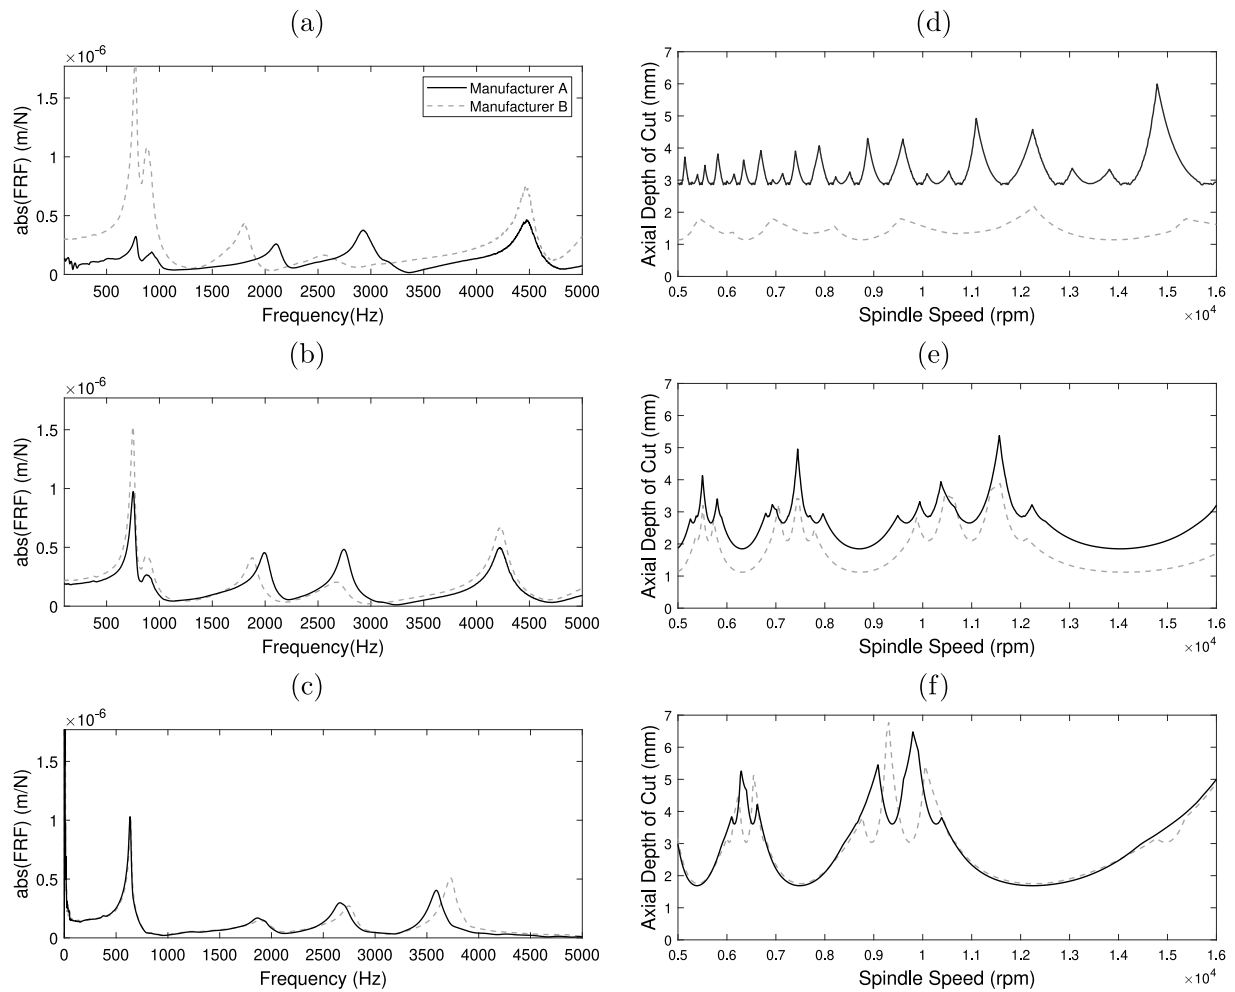 (a)
×10⁻⁶
1.5
1
0.5
0
abs(FRF) (m/N)
Manufacturer A
Manufacturer B
500 1000 1500 2000 2500 3000 3500 4000 4500 5000
Frequency(Hz)
(d)
7
6
5
4
3
2
1
0
Axial Depth of Cut (mm)
0.5 0.6 0.7 0.8 0.9 1 1.1 1.2 1.3 1.4 1.5 1.6
Spindle Speed (rpm)
×10⁴
(b)
×10⁻⁶
1.5
1
0.5
0
abs(FRF) (m/N)
500 1000 1500 2000 2500 3000 3500 4000 4500 5000
Frequency(Hz)
(e)
7
6
5
4
3
2
1
0
Axial Depth of Cut (mm)
0.5 0.6 0.7 0.8 0.9 1 1.1 1.2 1.3 1.4 1.5 1.6
Spindle Speed (rpm)
×10⁴
(c)
×10⁻⁶
1.5
1
0.5
0
abs(FRF) (m/N)
0 500 1000 1500 2000 2500 3000 3500 4000 4500 5000
Frequency (Hz)
(f)
7
6
5
4
3
2
1
0
Axial Depth of Cut (mm)
0.5 0.6 0.7 0.8 0.9 1 1.1 1.2 1.3 1.4 1.5 1.6
Spindle Speed (rpm)
×10⁴